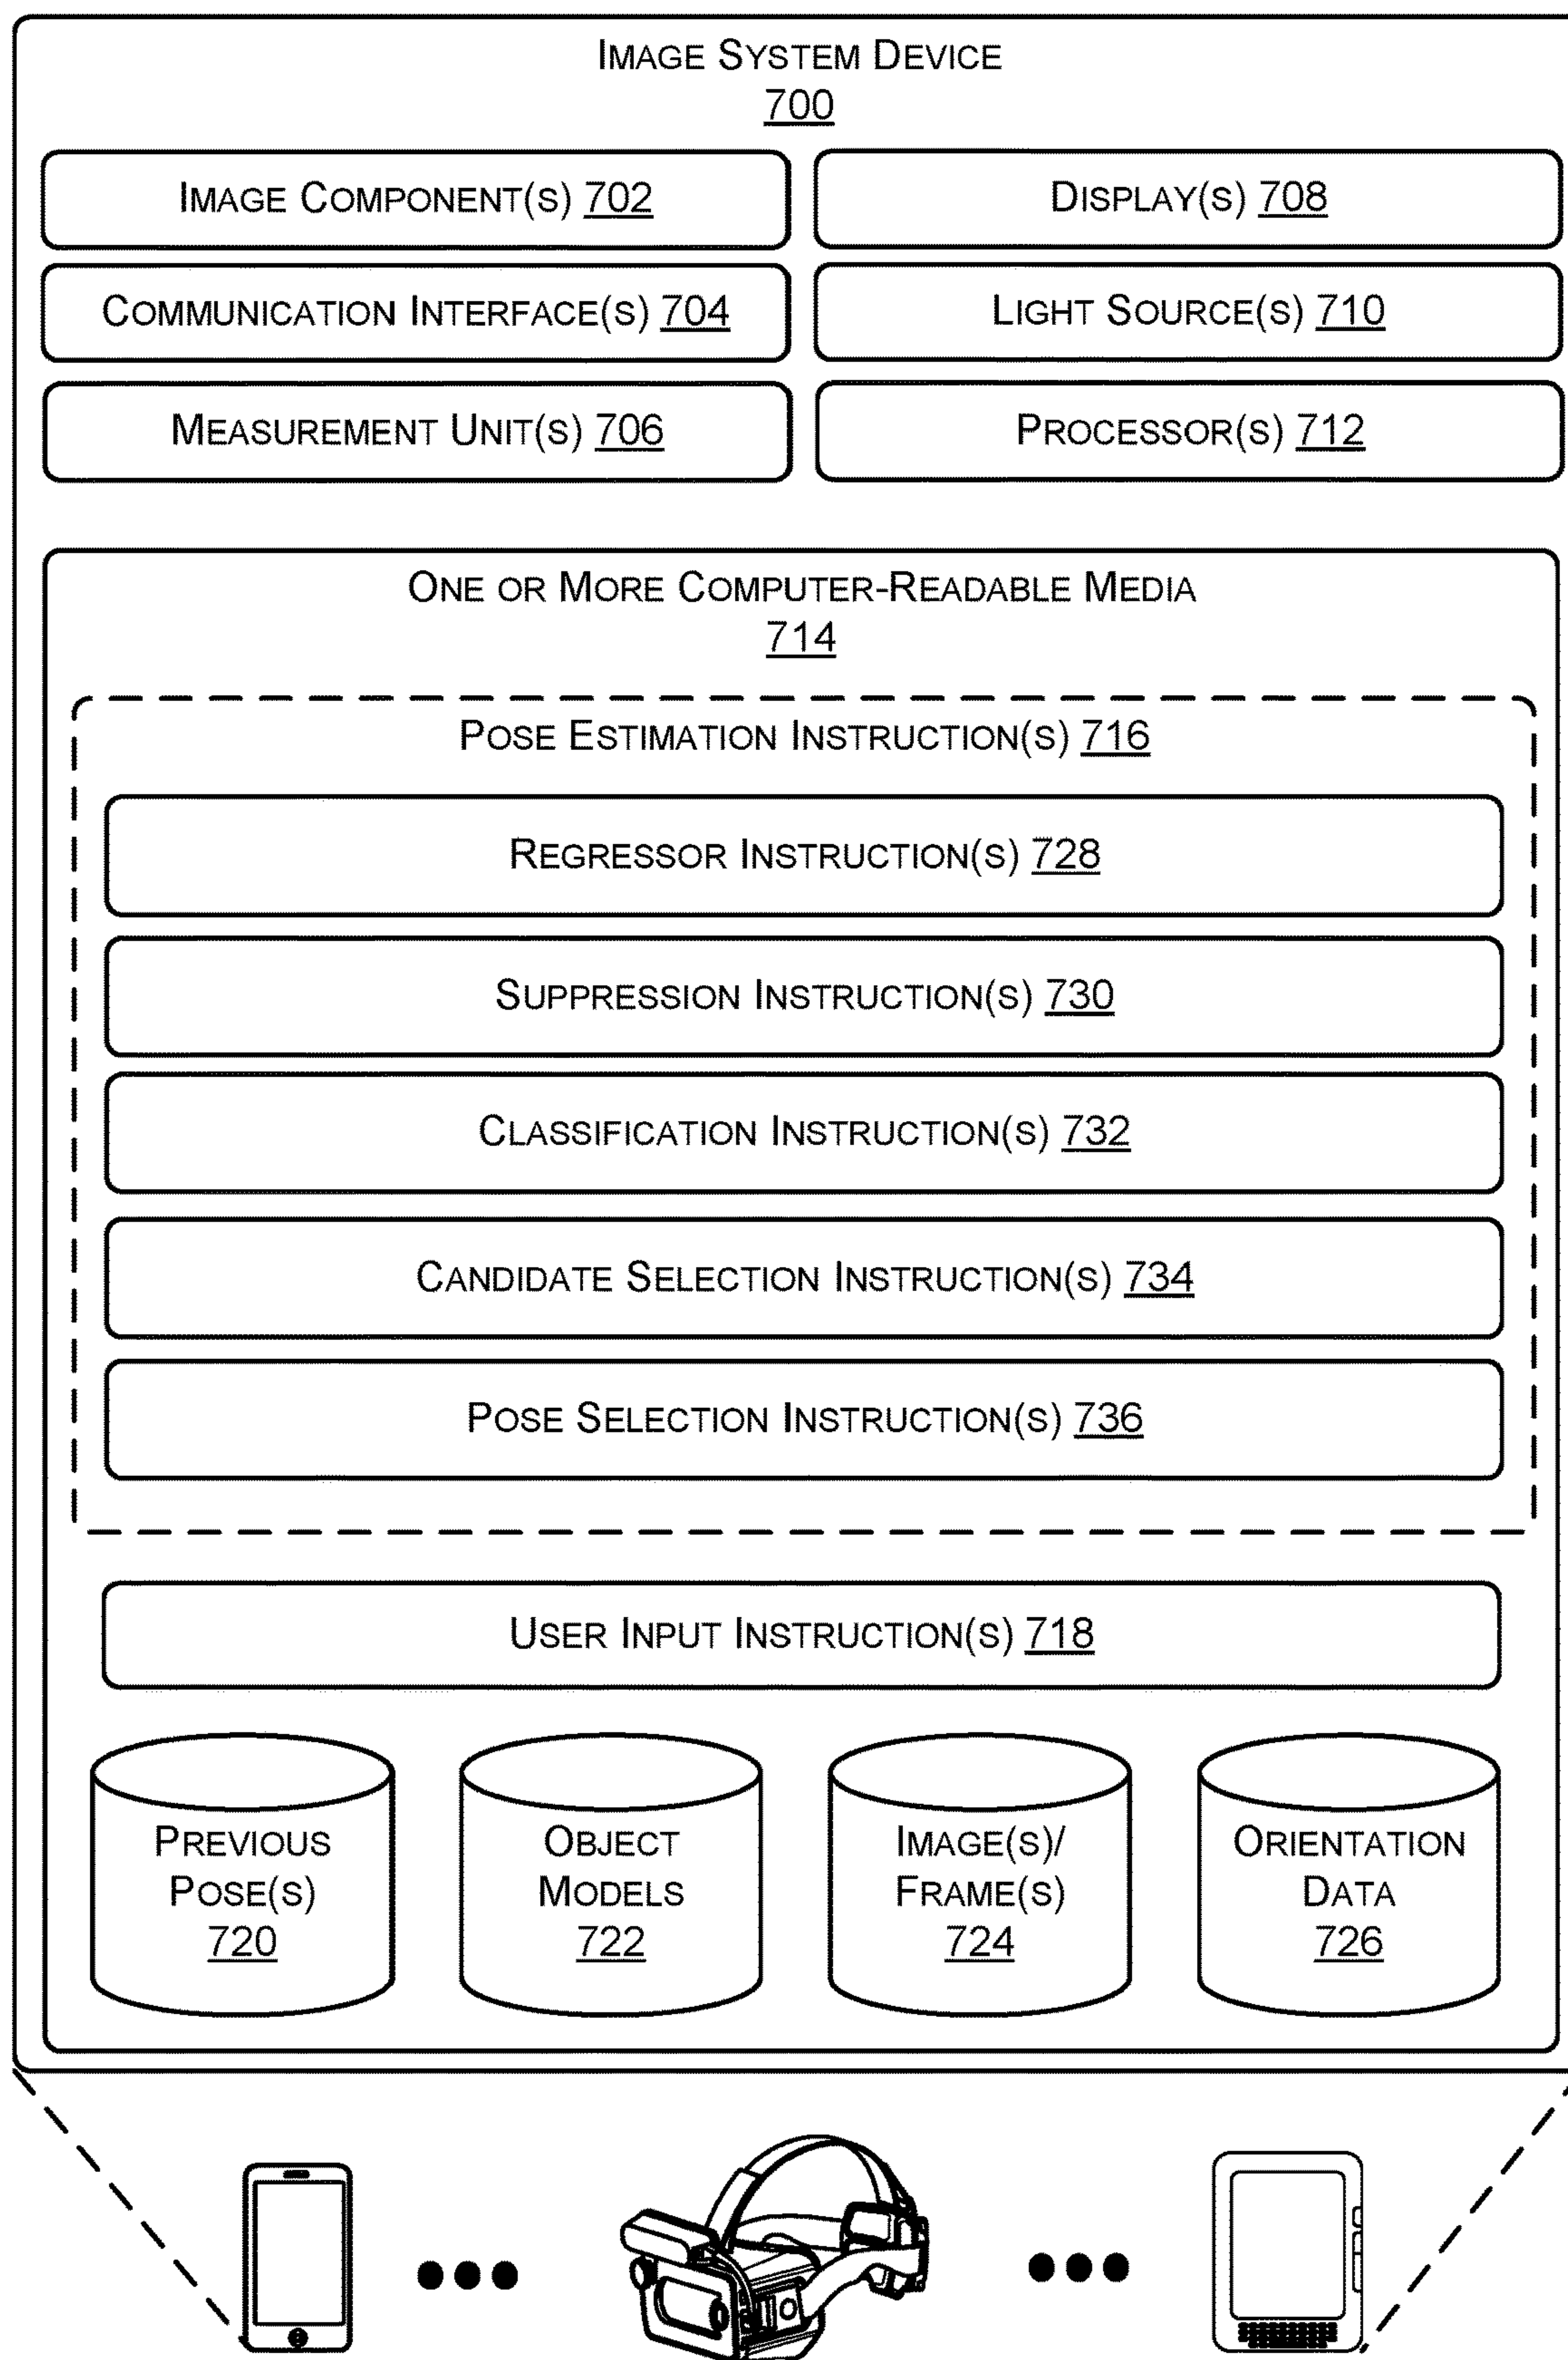 IMAGE SYSTEM DEVICE
700
IMAGE COMPONENT(S) 702
DISPLAY(S) 708
COMMUNICATION INTERFACE(S) 704
LIGHT SOURCE(S) 710
MEASUREMENT UNIT(S) 706
PROCESSOR(S) 712
ONE OR MORE COMPUTER-READABLE MEDIA
714
POSE ESTIMATION INSTRUCTION(S) 716
REGRESSOR INSTRUCTION(S) 728
SUPPRESSION INSTRUCTION(S) 730
CLASSIFICATION INSTRUCTION(S) 732
CANDIDATE SELECTION INSTRUCTION(S) 734
POSE SELECTION INSTRUCTION(S) 736
USER INPUT INSTRUCTION(S) 718
PREVIOUS
POSE(S)
720
OBJECT
MODELS
722
IMAGE(S)/
FRAME(S)
724
ORIENTATION
DATA
726